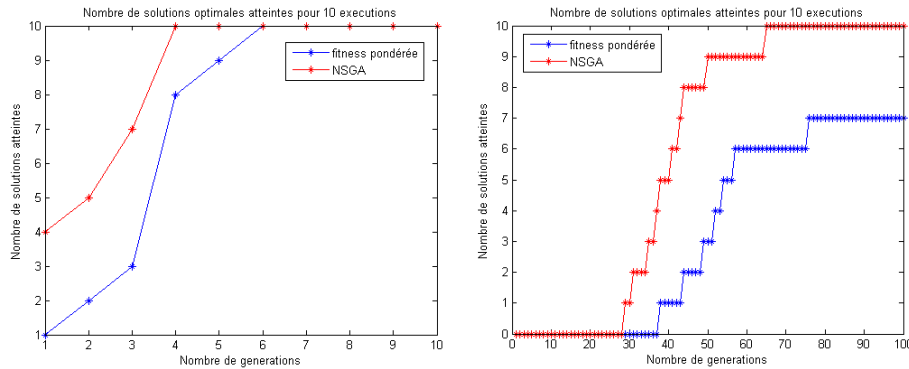 Nombre de solutions optimales atteintes pour 10 executions
10
9
8
7
6
5
4
3
2
1
Nombre de solutions atteintes
fitness pondérée
NSGA
1 2 3 4 5 6 7 8 9 10
Nombre de generations
Nombre de solutions optimales atteintes pour 10 executions
10
9
8
7
6
5
4
3
2
1
0
Nombre de solutions atteintes
fitness pondérée
NSGA
0 10 20 30 40 50 60 70 80 90 100
Nombre de generations